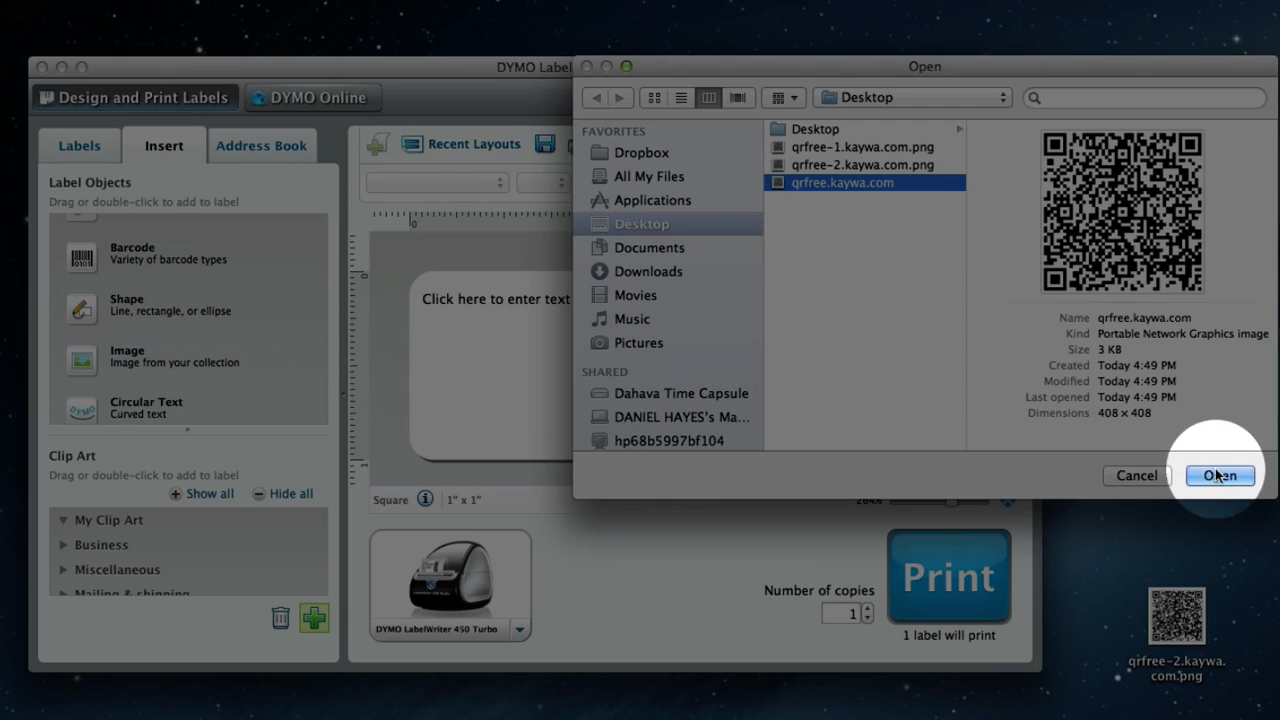 DYMO Label
Open
Design and Print Labels
DYMO Online
Labels
Insert
Address Book
Label Objects
Drag or double-click to add to label
Barcode
Variety of barcode types
Shape
Line, rectangle, or ellipse
Image
Image from your collection
DYMO
Circular Text
Curved text
Clip Art
Drag or double-click to add to label
Show all
Hide all
My Clip Art
Business
Miscellaneous
Mailing & shipping
Recent Layouts
0
0
1
Click here to enter text
Square
1" x 1"
DYMO LabelWriter 450 Turbo
Number of copies
1
Print
1 label will print
Desktop
FAVORITES
Dropbox
All My Files
Applications
Desktop
Documents
Downloads
Movies
Music
Pictures
SHARED
Dahava Time Capsule
DANIEL HAYES's Ma...
hp68b5997bf104
Desktop
qrfree-1.kaywa.com.png
qrfree-2.kaywa.com.png
qrfree.kaywa.com
Name qrfree.kaywa.com
Kind Portable Network Graphics image
Size 3 KB
Created Today 4:49 PM
Modified Today 4:49 PM
Last opened Today 4:49 PM
Dimensions 408 × 408
Cancel
Open
qrfree-2.kaywa.
com.png